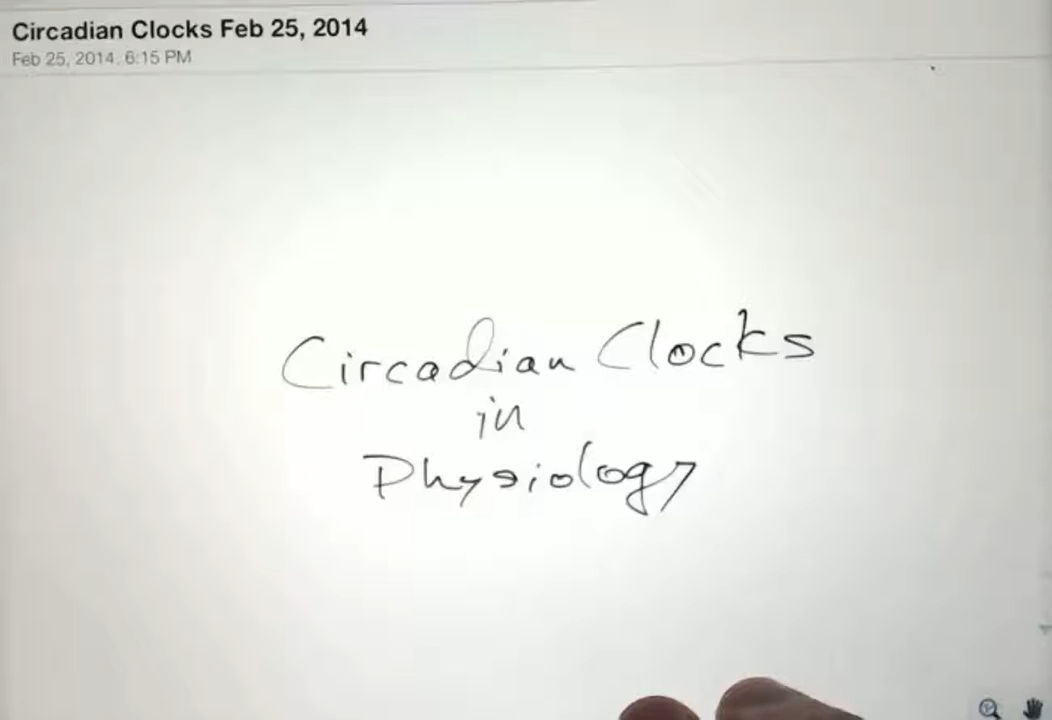 Circadian Clocks Feb 25, 2014
Feb 25, 2014, 6:15 PM
Circadian Clocks
in
Physiology